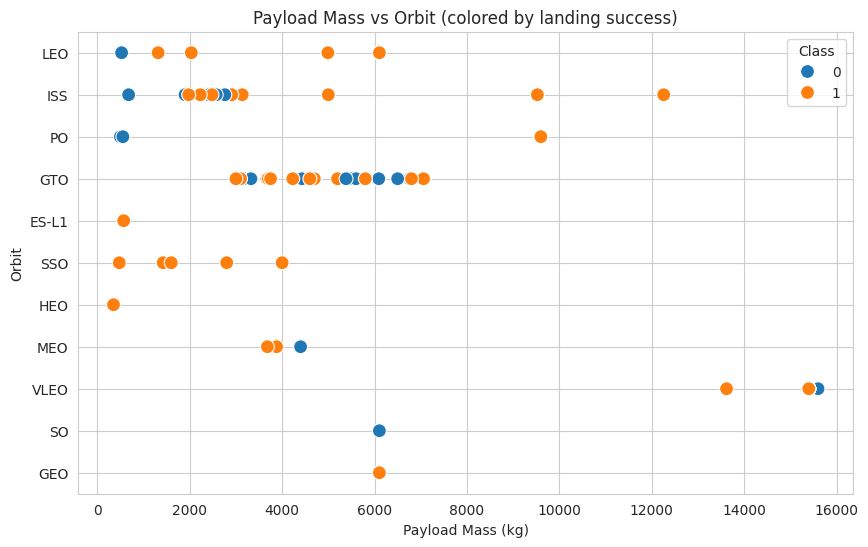 Payload Mass vs Orbit (colored by landing success)
Class
0
1
Orbit
LEO
ISS
PO
GTO
ES-L1
SSO
HEO
MEO
VLEO
SO
GEO
0 2000 4000 6000 8000 10000 12000 14000 16000
Payload Mass (kg)